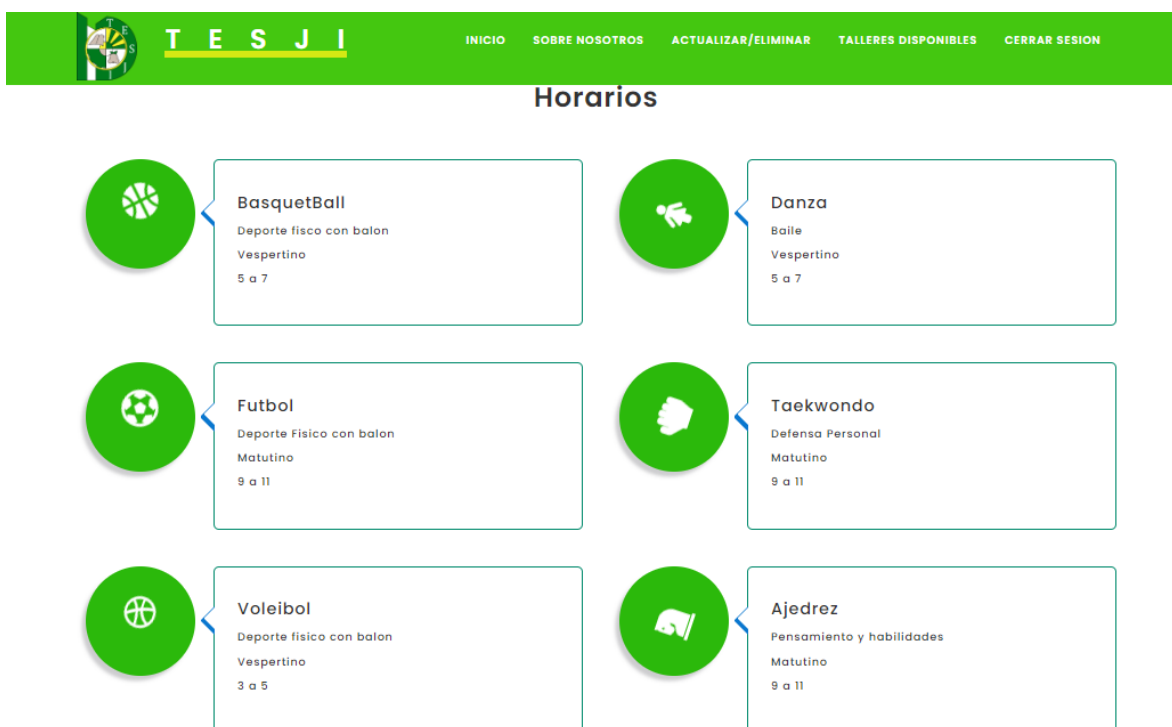 T E S J I
T E S J I
INICIO SOBRE NOSOTROS ACTUALIZAR/ELIMINAR TALLERES DISPONIBLES CERRAR SESION
Horarios
BasquetBall
Deporte fisco con balon
Vespertino
5 a 7
Danza
Baile
Vespertino
5 a 7
Futbol
Deporte Fisico con balon
Matutino
9 a 11
Taekwondo
Defensa Personal
Matutino
9 a 11
Voleibol
Deporte fisico con balon
Vespertino
3 a 5
Ajedrez
Pensamiento y habilidades
Matutino
9 a 11